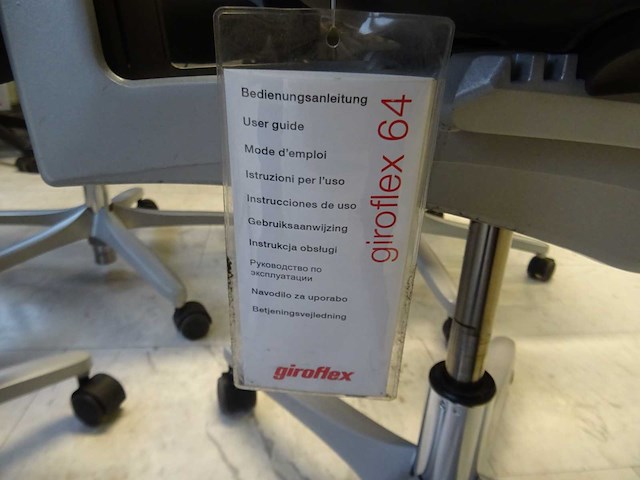 Bedienungsanleitung
User guide
Mode d'emploi
Istruzioni per l'uso
Instrucciones de uso
Gebruiksaanwijzing
Instrukcja obsługi
Руководство по
эксплуатации
Navodilo za uporabo
Betjeningsvejledning
giroflex 64
giroflex